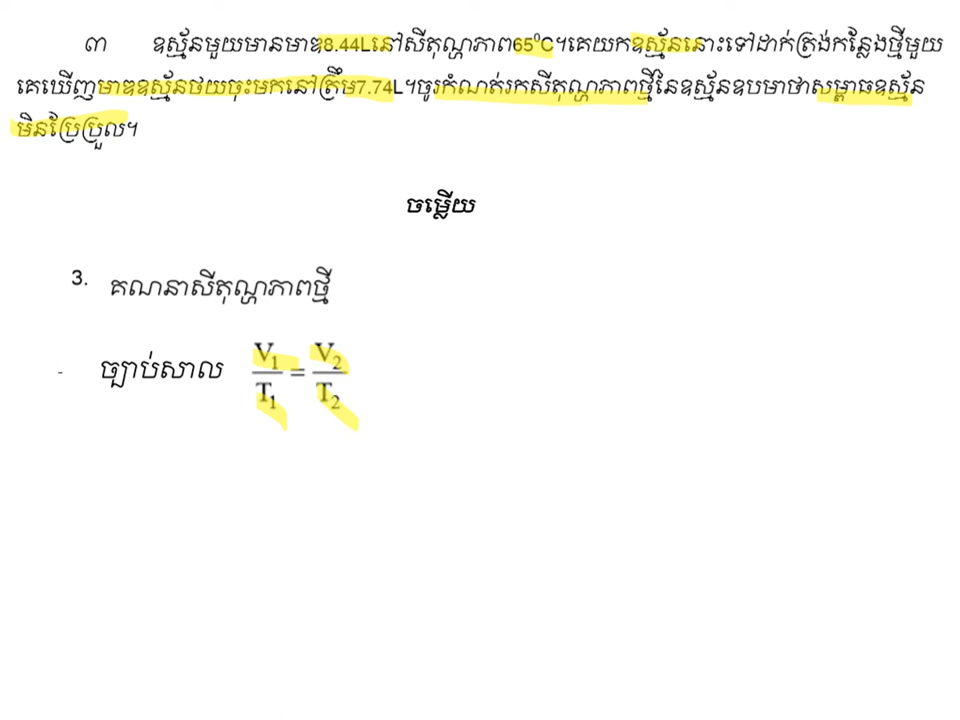 ៣ ឧស្ម័នមួយមានមាឌ8.44Lនៅសីតុណ្ហភាព65⁰C។គេយកឧស្ម័ននោះទៅដាក់ត្រង់កន្លែងថ្មីមួយ
គេឃើញមាឌឧស្ម័នថយចុះមកនៅត្រឹម7.74L។ចូរកំណត់រកសីតុណ្ហភាពថ្មីនៃឧស្ម័នឧបមាថាសម្ពាធឧស្ម័ន
មិនប្រែប្រួល។
ចម្លើយ
3. គណនាសីតុណ្ហភាពថ្មី
- ច្បាប់សាល V₁/T₁ = V₂/T₂